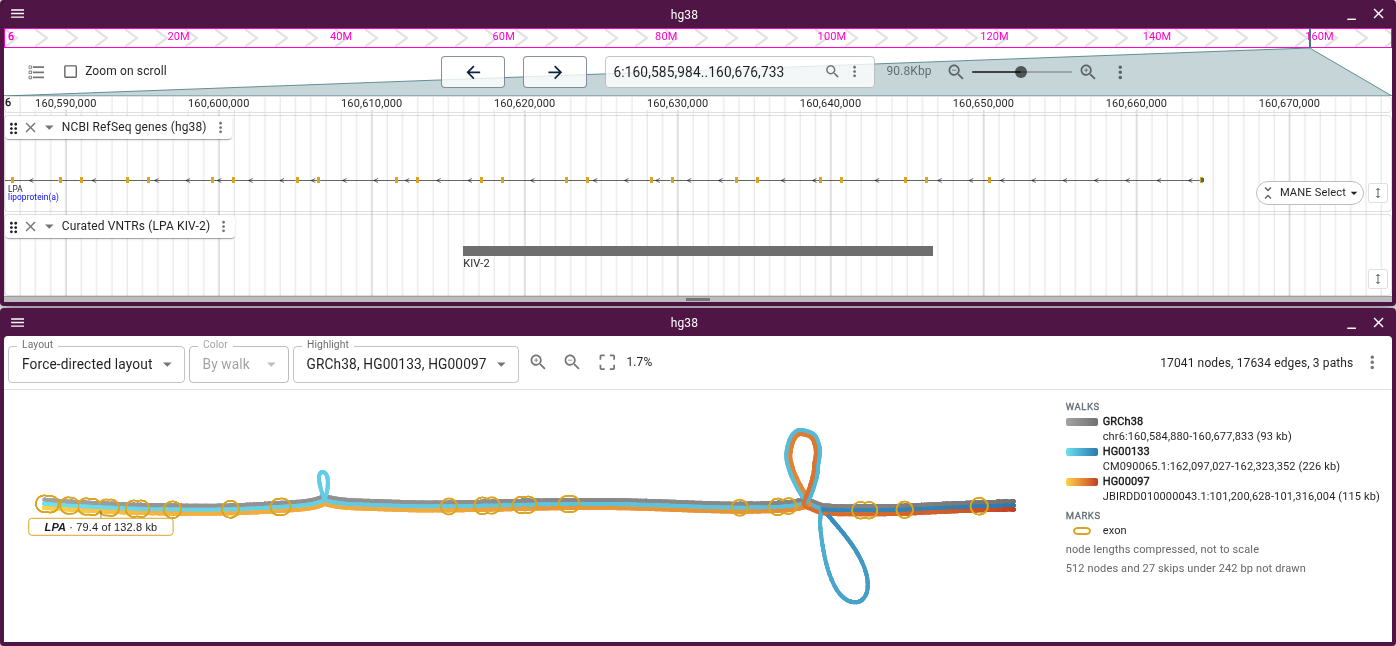 hg38
6 20M 40M 60M 80M 100M 120M 140M 160M
Zoom on scroll 6:160,585,984..160,676,733 90.8Kbp
6 160,590,000 160,600,000 160,610,000 160,620,000 160,630,000 160,640,000 160,650,000 160,660,000 160,670,000
NCBI RefSeq genes (hg38)
LPA
lipoprotein(a)
MANE Select
Curated VNTRs (LPA KIV-2)
KIV-2
hg38
Layout Color Highlight
Force-directed layout By walk GRCh38, HG00133, HG00097 1.7% 17041 nodes, 17634 edges, 3 paths
WALKS
GRCh38
chr6:160,584,880-160,677,833 (93 kb)
HG00133
CM090065.1:162,097,027-162,323,352 (226 kb)
HG00097
JBIRDD010000043.1:101,200,628-101,316,004 (115 kb)
MARKS
exon
node lengths compressed, not to scale
512 nodes and 27 skips under 242 bp not drawn
LPA · 79.4 of 132.8 kb